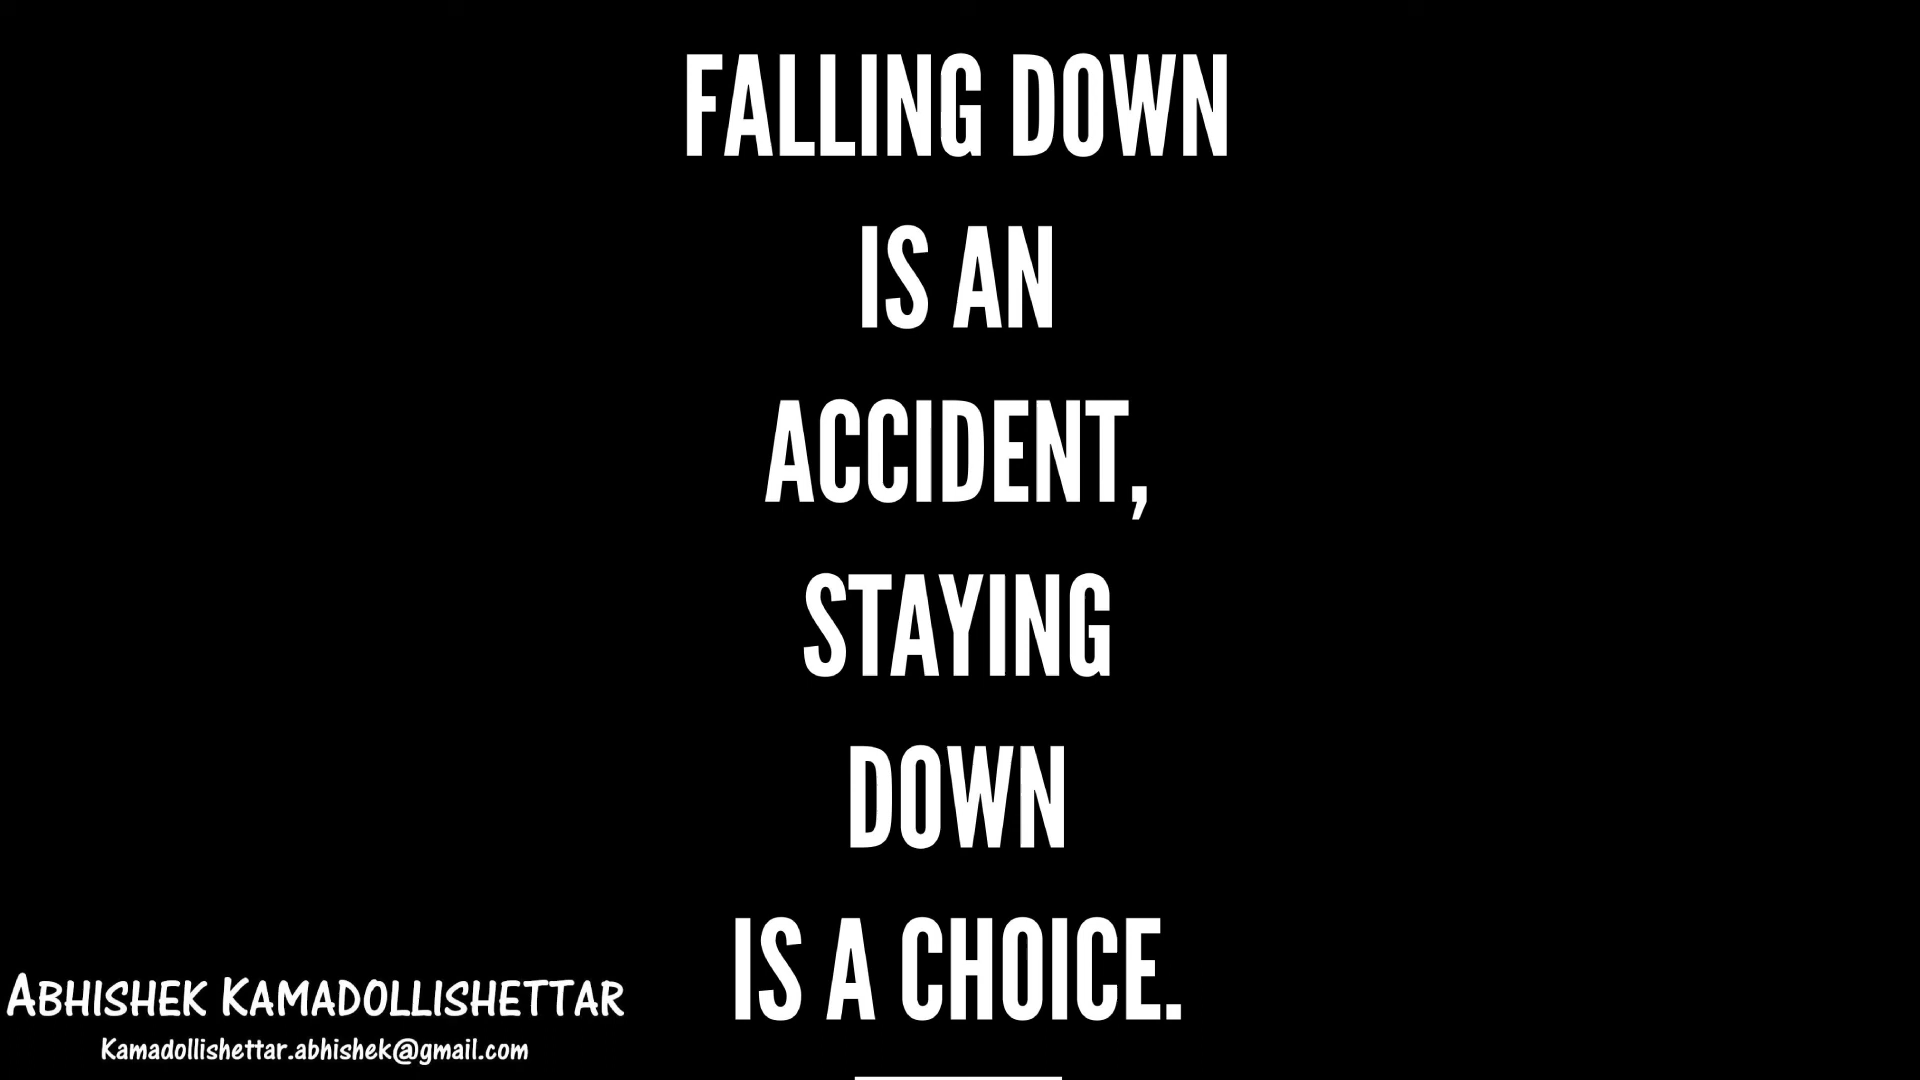 FALLING DOWN
IS AN
ACCIDENT,
STAYING
DOWN
IS A CHOICE.
ABHISHEK KAMADOLLISHETTAR
Kamadollishettar.abhishek@gmail.com